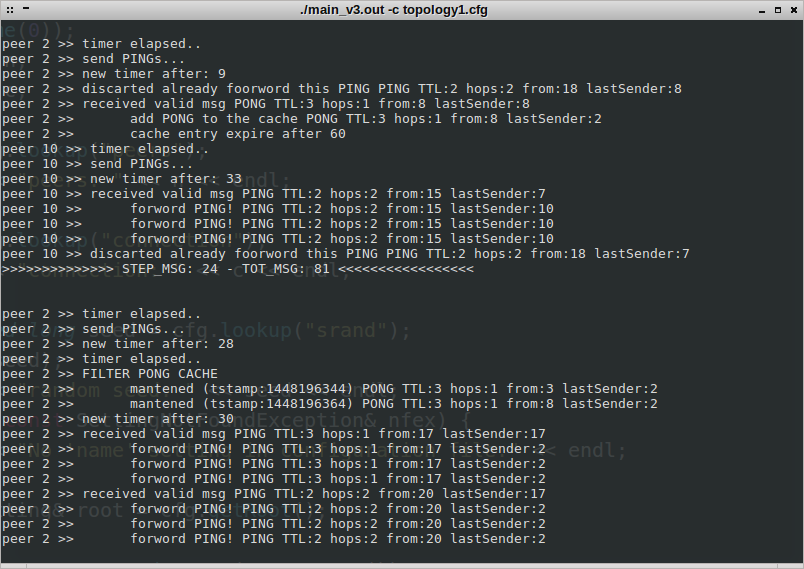 ./main_v3.out -c topology1.cfg
peer 2 >> timer elapsed..
peer 2 >> send PINGs...
peer 2 >> new timer after: 9
peer 2 >> discarted already foorword this PING PING TTL:2 hops:2 from:18 lastSender:8
peer 2 >> received valid msg PONG TTL:3 hops:1 from:8 lastSender:8
peer 2 >>       add PONG to the cache PONG TTL:3 hops:1 from:8 lastSender:2
peer 2 >>       cache entry expire after 60
peer 10 >> timer elapsed..
peer 10 >> send PINGs...
peer 10 >> new timer after: 33
peer 10 >> received valid msg PING TTL:2 hops:2 from:15 lastSender:7
peer 10 >>      forword PING! PING TTL:2 hops:2 from:15 lastSender:10
peer 10 >>      forword PING! PING TTL:2 hops:2 from:15 lastSender:10
peer 10 >>      forword PING! PING TTL:2 hops:2 from:15 lastSender:10
peer 10 >> discarted already foorword this PING PING TTL:2 hops:2 from:18 lastSender:7
>>>>>>>>>>>>>> STEP_MSG: 24 - TOT_MSG: 81 <<<<<<<<<<<<<<<<<
peer 2 >> timer elapsed..
peer 2 >> send PINGs...
peer 2 >> new timer after: 28
peer 2 >> timer elapsed..
peer 2 >> FILTER PONG CACHE
peer 2 >>       mantened (tstamp:1448196344) PONG TTL:3 hops:1 from:3 lastSender:2
peer 2 >>       mantened (tstamp:1448196364) PONG TTL:3 hops:1 from:8 lastSender:2
peer 2 >> new timer after: 30
peer 2 >> received valid msg PING TTL:3 hops:1 from:17 lastSender:17
peer 2 >>       forword PING! PING TTL:3 hops:1 from:17 lastSender:2
peer 2 >>       forword PING! PING TTL:3 hops:1 from:17 lastSender:2
peer 2 >>       forword PING! PING TTL:3 hops:1 from:17 lastSender:2
peer 2 >> received valid msg PING TTL:2 hops:2 from:20 lastSender:17
peer 2 >>       forword PING! PING TTL:2 hops:2 from:20 lastSender:2
peer 2 >>       forword PING! PING TTL:2 hops:2 from:20 lastSender:2
peer 2 >>       forword PING! PING TTL:2 hops:2 from:20 lastSender:2